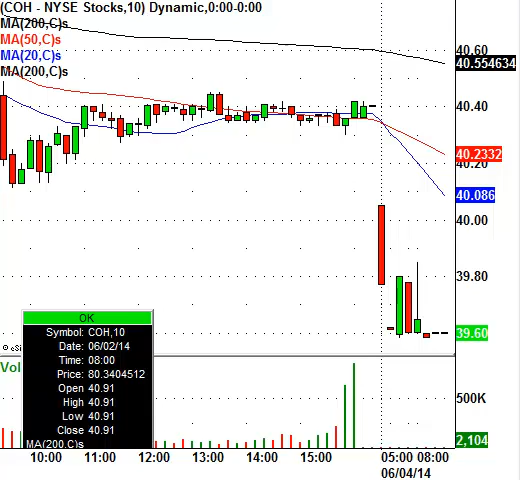 (COH - NYSE Stocks,10) Dynamic,0:00-0:00
MA(200,C)s
MA(50,C)s
MA(20,C)s
MA(200,C)s
40.60
40.554634
40.40
40.2332
40.20
40.086
40.00
39.80
39.60
OK
Symbol: COH,10
Date: 06/02/14
Time: 08:00
Price: 80.3404512
Open 40.91
High 40.91
Low 40.91
Close 40.91
MA(200,C)s
Vol
500K
2,104
10:00 11:00 12:00 13:00 14:00 15:00 05:00 08:00
06/04/14